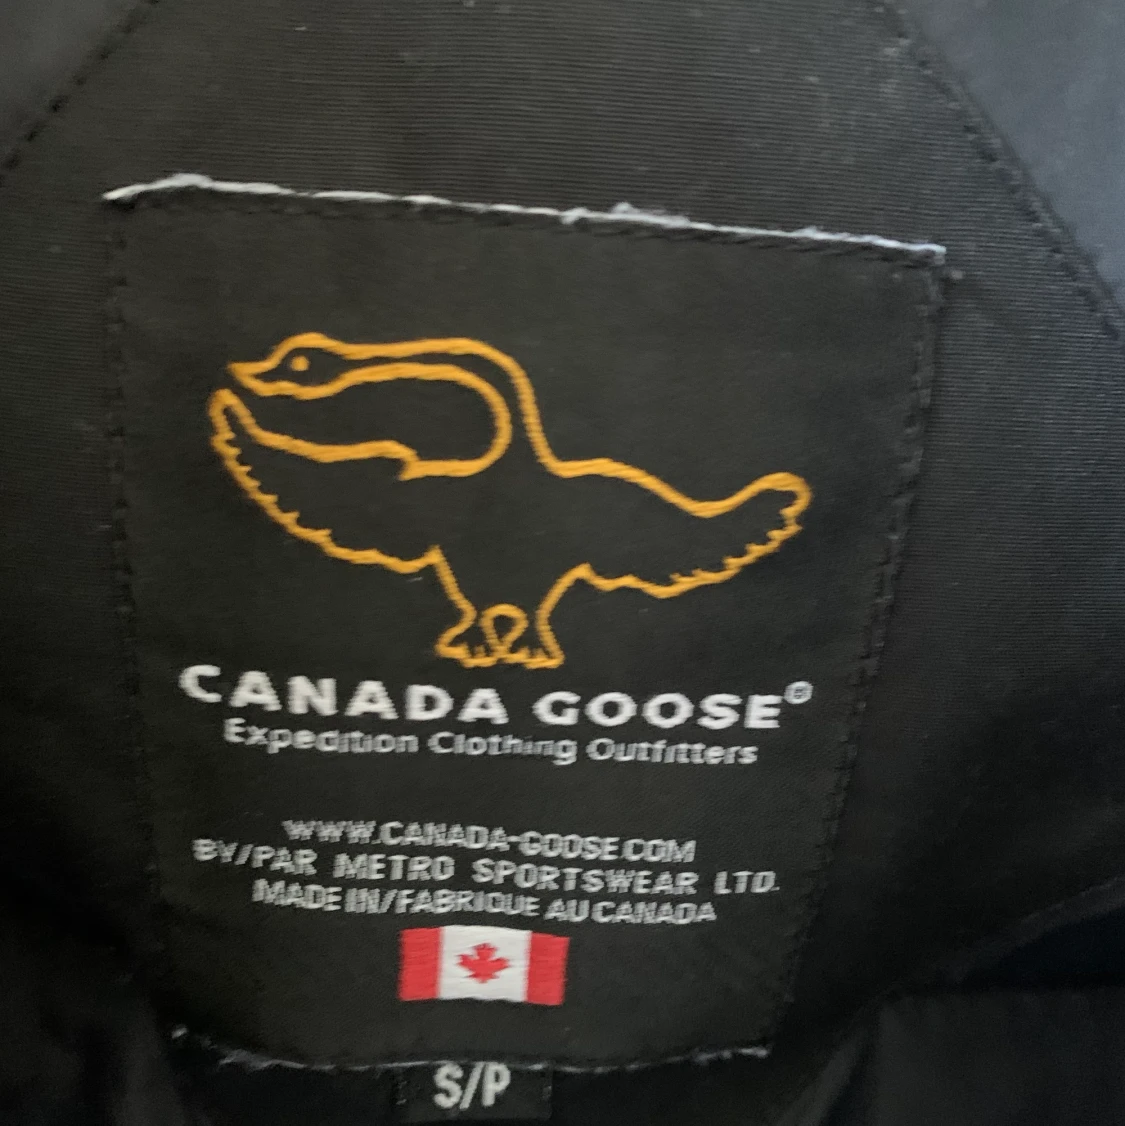 CANADA GOOSE®
Expedition Clothing Outfitters
WWW.CANADA-GOOSE.COM
BY/PAR METRO SPORTSWEAR LTD.
MADE IN/FABRIQUE AU CANADA
S/P